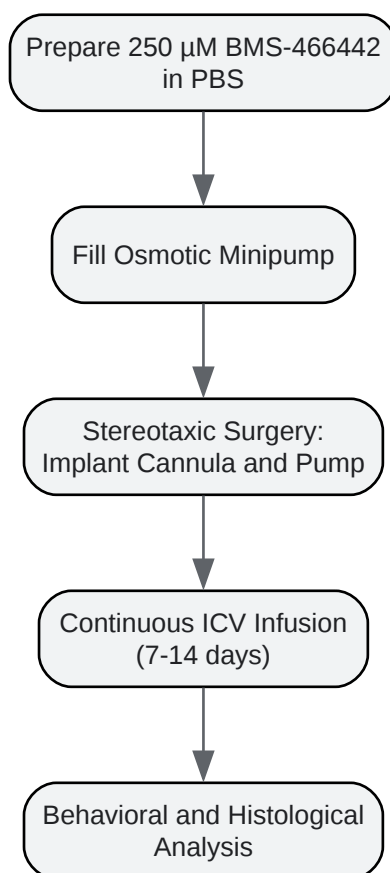 Prepare 250 µM BMS-466442
in PBS
Fill Osmotic Minipump
Stereotaxic Surgery:
Implant Cannula and Pump
Continuous ICV Infusion
(7-14 days)
Behavioral and Histological
Analysis